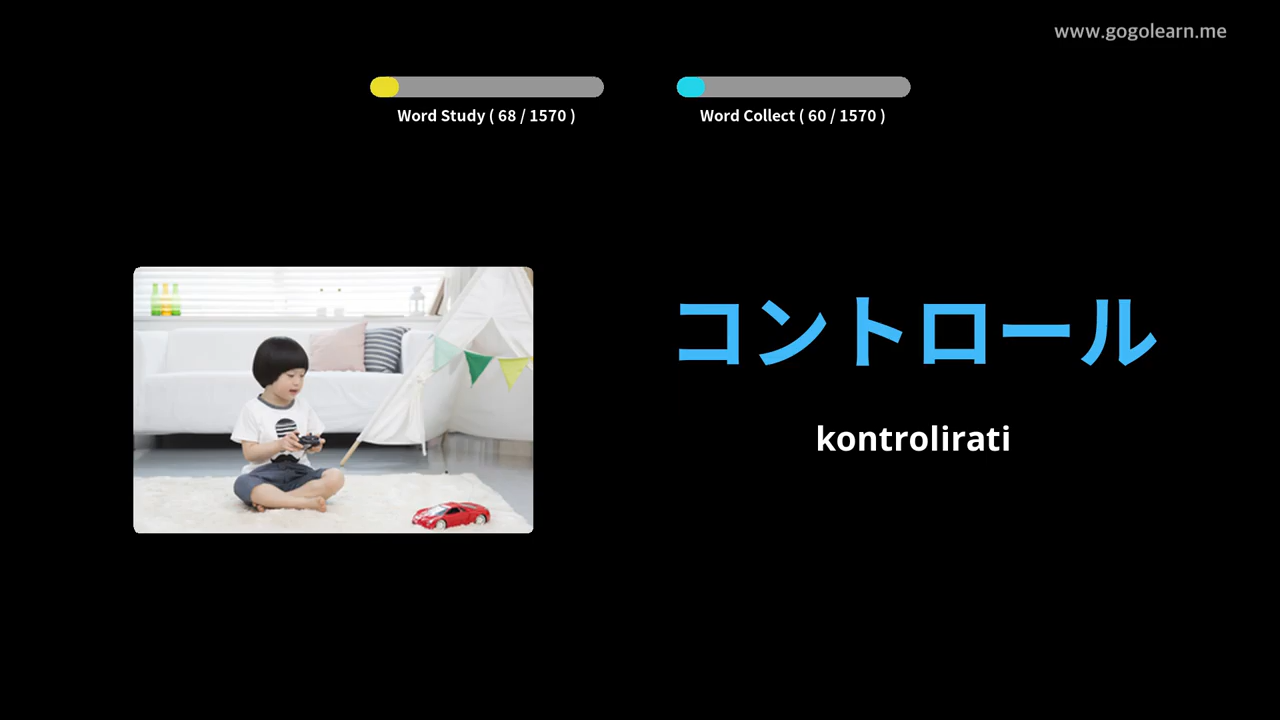 www.gogolearn.me
Word Study ( 68 / 1570 )
Word Collect ( 60 / 1570 )
コントロール
kontrolirati